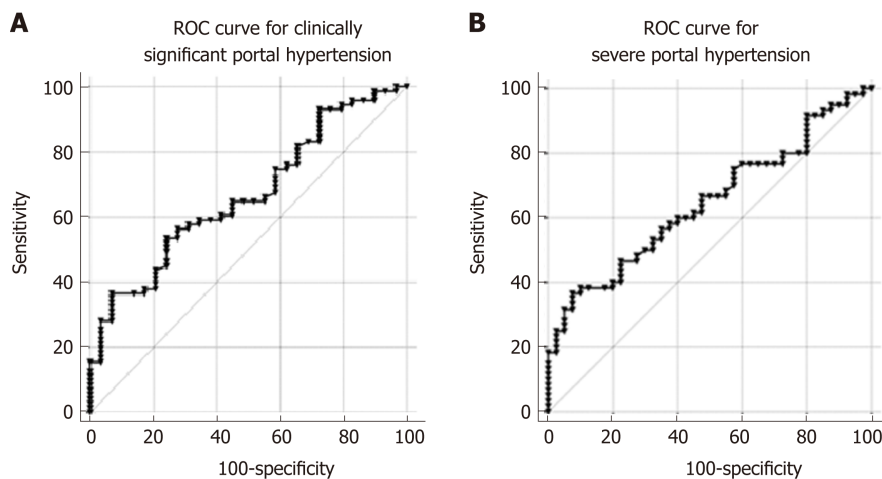 A
ROC curve for clinically
significant portal hypertension
100
80
60
40
20
0
Sensitivity
0 20 40 60 80 100
100-specificity
B
ROC curve for
severe portal hypertension
100
80
60
40
20
0
Sensitivity
0 20 40 60 80 100
100-specificity